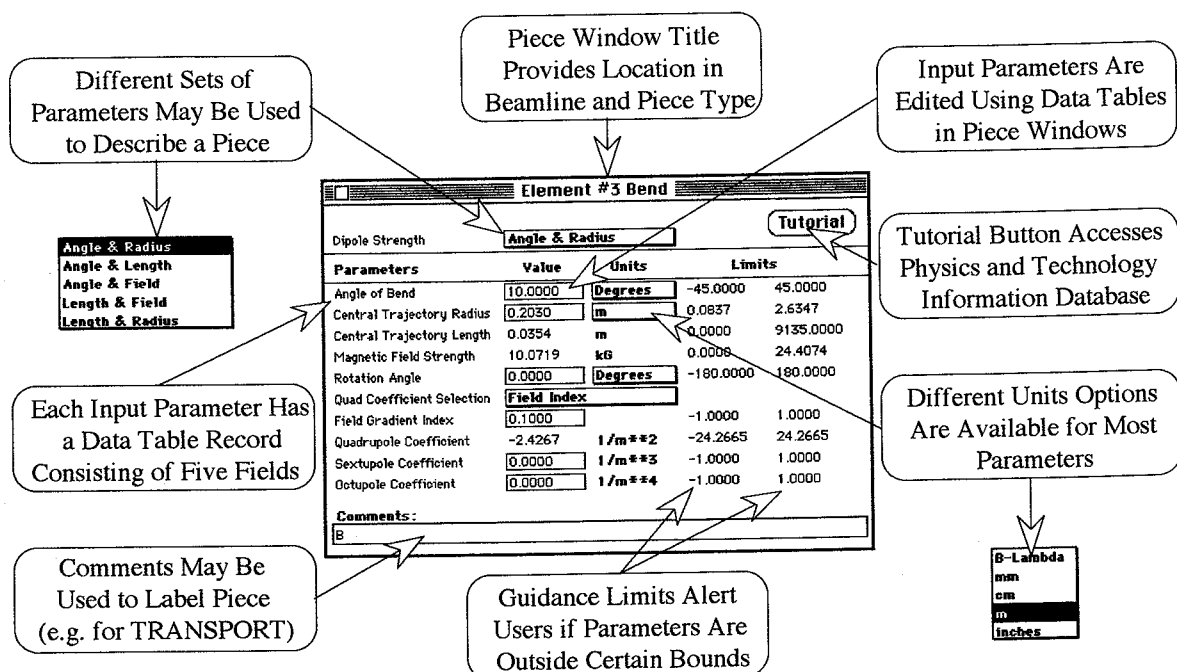 Piece Window Title
Provides Location in
Beamline and Piece Type
Different Sets of
Parameters May Be Used
to Describe a Piece
Input Parameters Are
Edited Using Data Tables
in Piece Windows
Angle & Radius
Angle & Length
Angle & Field
Length & Field
Length & Radius
Element #3 Bend
Dipole Strength Angle & Radius Tutorial
Parameters Value Units Limits
Angle of Bend 10.0000 Degrees -45.0000 45.0000
Central Trajectory Radius 0.2030 m 0.0837 2.6347
Central Trajectory Length 0.0354 m 0.0000 9135.0000
Magnetic Field Strength 10.0719 kG 0.0000 24.4074
Rotation Angle 0.0000 Degrees -180.0000 180.0000
Quad Coefficient Selection Field Index
Field Gradient Index 0.1000 -1.0000 1.0000
Quadrupole Coefficient -2.4267 1/m**2 -24.2665 24.2665
Sextupole Coefficient 0.0000 1/m**3 -1.0000 1.0000
Octupole Coefficient 0.0000 1/m**4 -1.0000 1.0000
Comments:
B
Tutorial Button Accesses
Physics and Technology
Information Database
Each Input Parameter Has
a Data Table Record
Consisting of Five Fields
Different Units Options
Are Available for Most
Parameters
Comments May Be
Used to Label Piece
(e.g. for TRANSPORT)
Guidance Limits Alert
Users if Parameters Are
Outside Certain Bounds
B-Lambda
mm
cm
m
inches